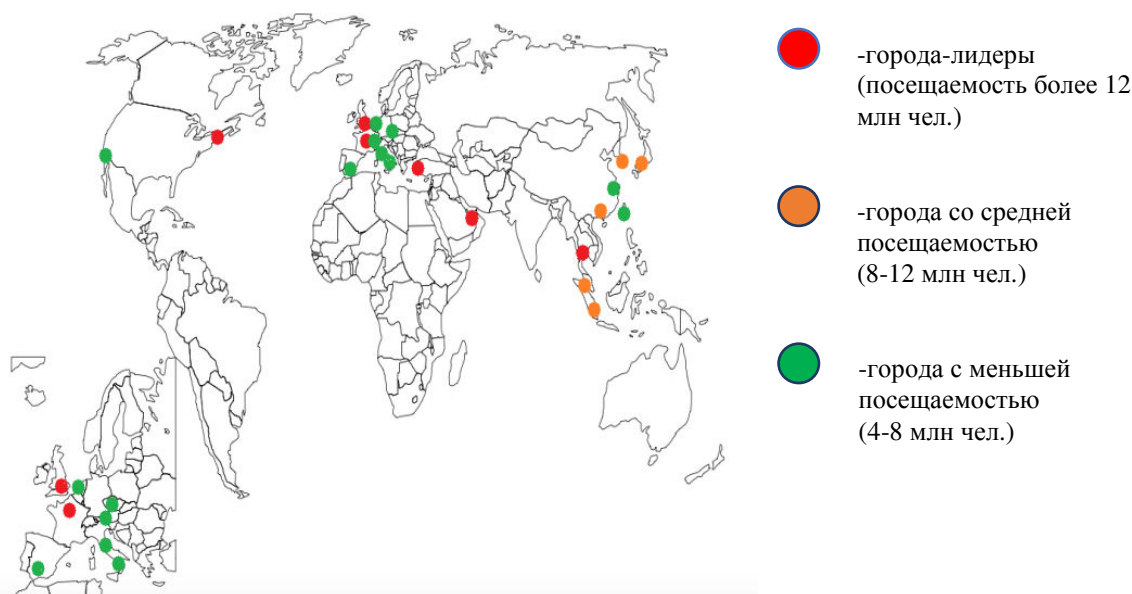 -города-лидеры
(посещаемость более 12
млн чел.)
-города со средней
посещаемостью
(8-12 млн чел.)
-города с меньшей
посещаемостью
(4-8 млн чел.)